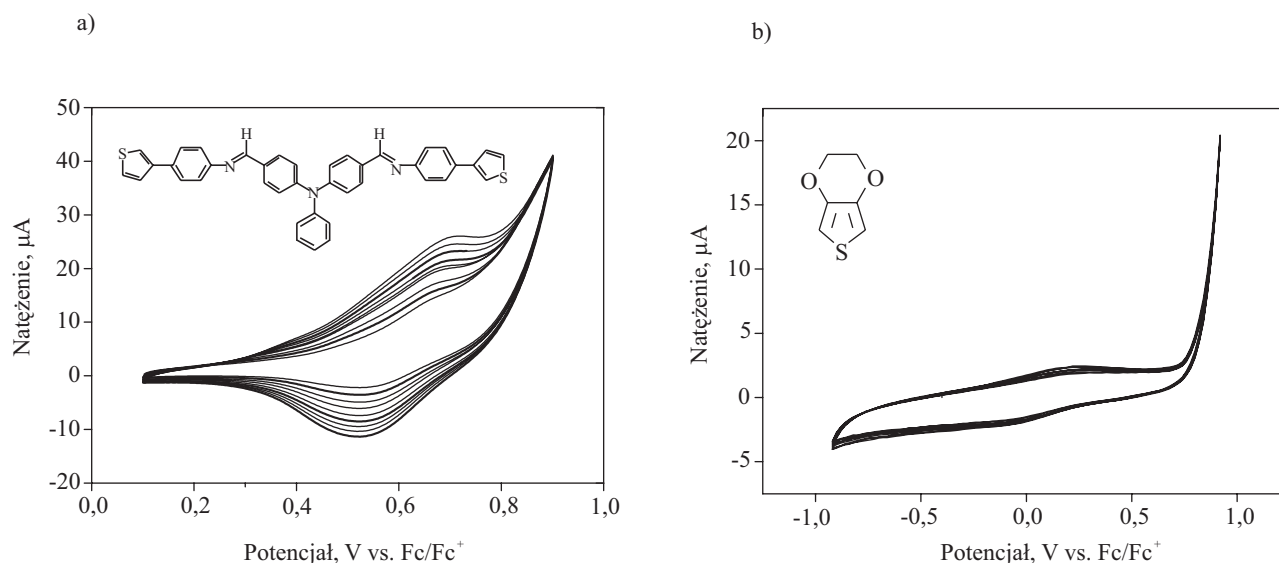 a)
50
40
30
20
10
0
-10
-20
Natężenie, μA
0,0
0,2
0,4
0,6
0,8
1,0
Potencjał, V vs. Fc/Fc⁺
S
N
H
N
H
N
S
b)
20
15
10
5
0
-5
Natężenie, μA
-1,0
-0,5
0,0
0,5
1,0
Potencjał, V vs. Fc/Fc⁺
O
O
S